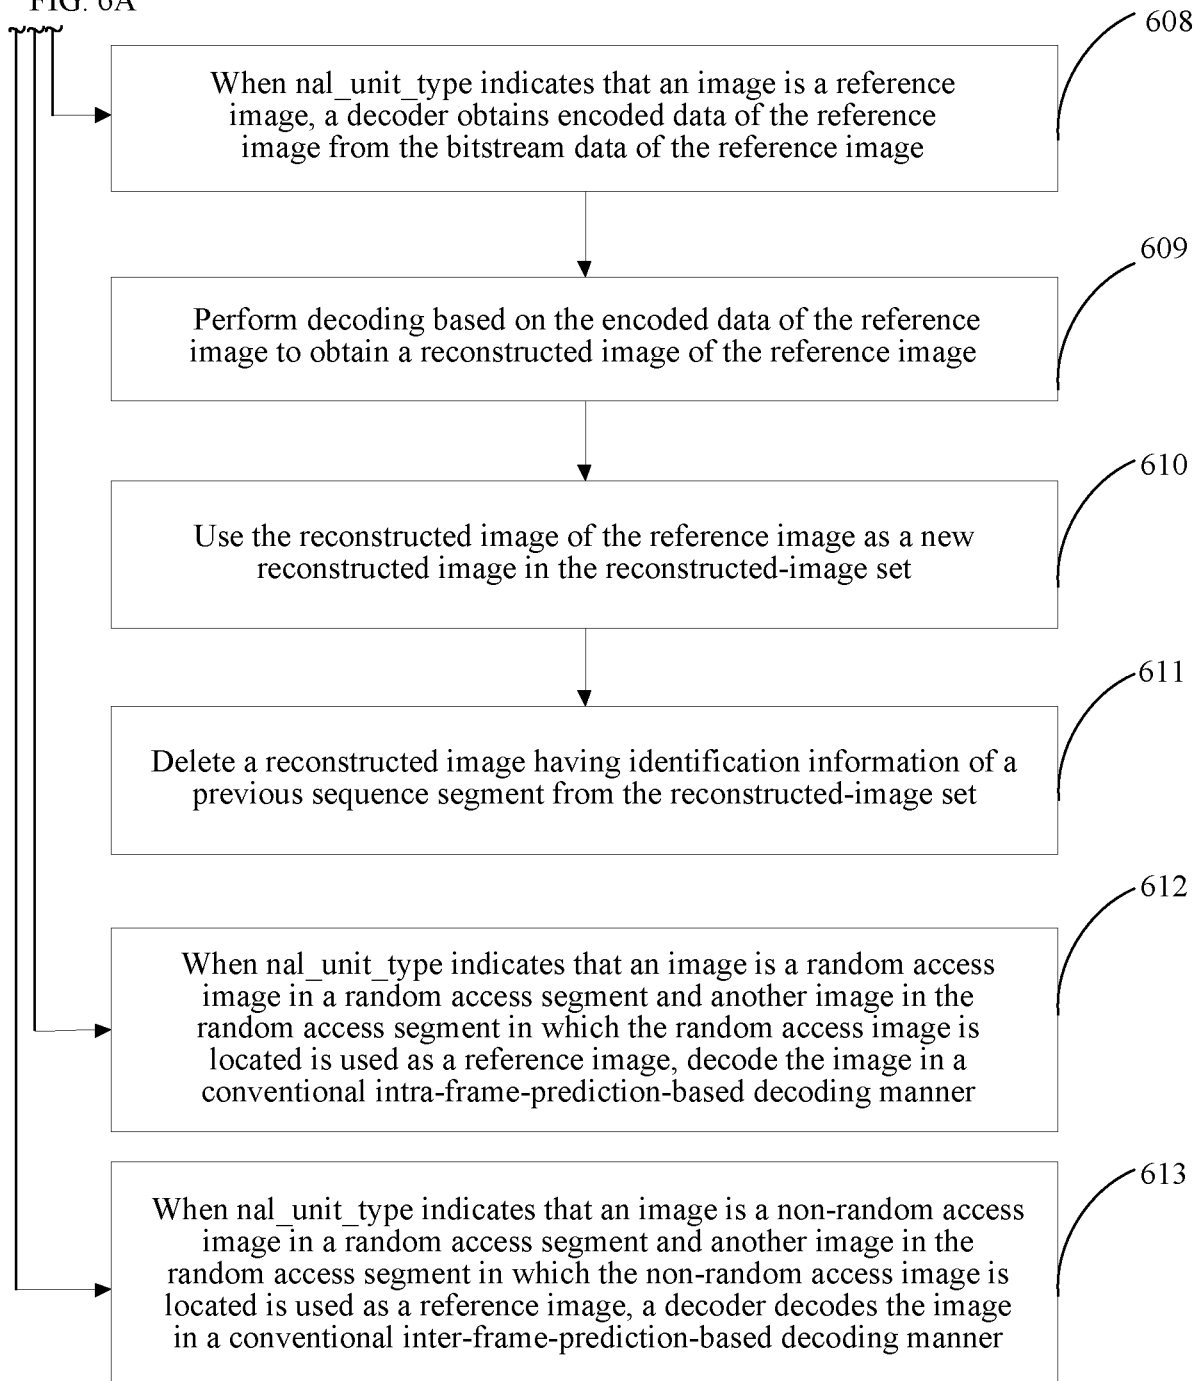 FIG. 6A
608
When nal_unit_type indicates that an image is a reference
image, a decoder obtains encoded data of the reference
image from the bitstream data of the reference image
609
Perform decoding based on the encoded data of the reference
image to obtain a reconstructed image of the reference image
610
Use the reconstructed image of the reference image as a new
reconstructed image in the reconstructed-image set
611
Delete a reconstructed image having identification information of a
previous sequence segment from the reconstructed-image set
612
When nal_unit_type indicates that an image is a random access
image in a random access segment and another image in the
random access segment in which the random access image is
located is used as a reference image, decode the image in a
conventional intra-frame-prediction-based decoding manner
613
When nal_unit_type indicates that an image is a non-random access
image in a random access segment and another image in the
random access segment in which the non-random access image is
located is used as a reference image, a decoder decodes the image
in a conventional inter-frame-prediction-based decoding manner